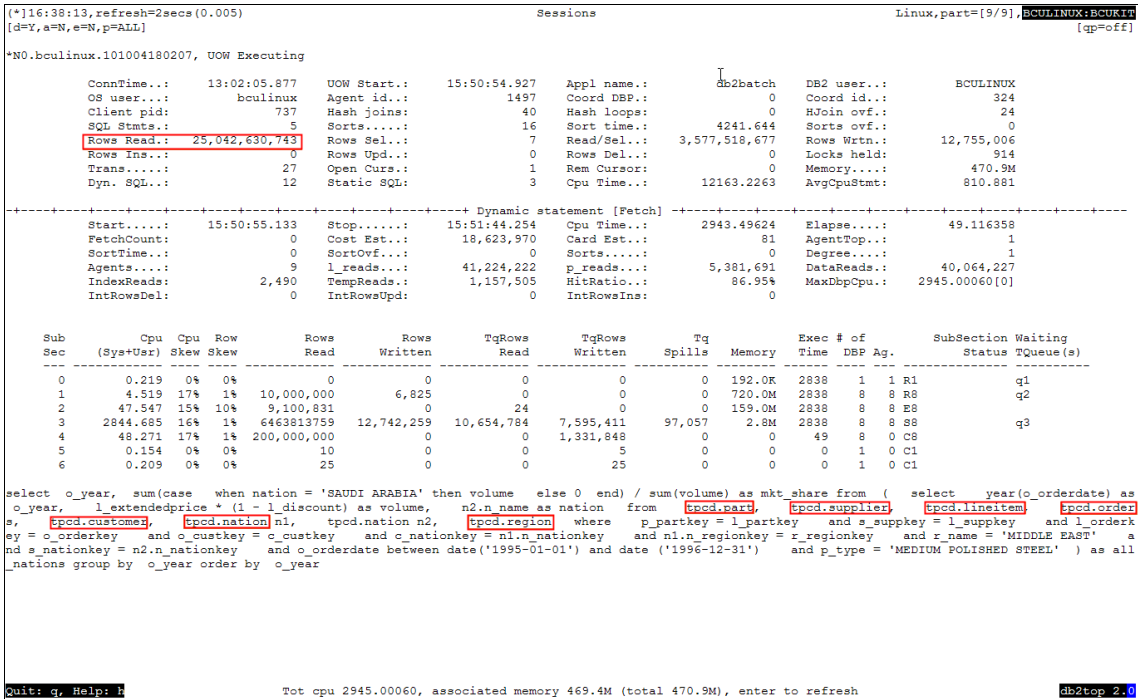 (*)16:38:13,refresh=2secs(0.005) Sessions Linux,part=[9/9],BCULINUX:BCUKIT
[d=Y,a=N,e=N,p=ALL] [qp=off]
*N0.bculinux.101004180207, UOW Executing
ConnTime..: 13:02:05.877 UOW Start.: 15:50:54.927 Appl name.: db2batch DB2 user..: BCULINUX
OS user...: bculinux Agent id..: 1497 Coord DBP.: 0 Coord id..: 324
Client pid: 737 Hash joins: 40 Hash loops: 0 HJoin ovf.: 24
SQL Stmts.: 5 Sorts.....: 16 Sort time.: 4241.644 Sorts ovf.: 0
Rows Read.: 25,042,630,743 Rows Sel..: 7 Read/Sel..: 3,577,518,677 Rows Wrtn.: 12,755,006
Rows Ins..: 0 Rows Upd..: 0 Rows Del..: 0 Locks held: 914
Trans.....: 27 Open Curs.: 1 Rem Cursor: 0 Memory....: 470.9M
Dyn. SQL..: 12 Static SQL: 3 Cpu Time..: 12163.2263 AvgCpuStmt: 810.881
-+----+----+----+----+----+----+----+----+----+----+ Dynamic statement [Fetch] -+----+----+----+----+----+----+----+----+----+----
Start.....: 15:50:55.133 Stop......: 15:51:44.254 Cpu Time..: 2943.49624 Elapse....: 49.116358
FetchCount: 0 Cost Est..: 18,623,970 Card Est..: 81 AgentTop..: 1
SortTime..: 0 SortOvf...: 0 Sorts.....: 0 Degree....: 1
Agents....: 9 l_reads...: 41,224,222 p_reads...: 5,381,691 DataReads.: 40,064,227
IndexReads: 2,490 TempReads.: 1,157,505 HitRatio..: 86.95% MaxDbpCpu.: 2945.00060[0]
IntRowsDel: 0 IntRowsUpd: 0 IntRowsIns: 0
Sub Cpu Cpu Row Rows Rows TqRows TqRows Tq Exec # of SubSection Waiting
Sec (Sys+Usr) Skew Skew Read Written Read Written Spills Memory Time DBP Ag. Status TQueue(s)
0 0.219 0% 0% 0 0 0 0 0 192.0K 2838 1 1 R1 q1
1 4.519 17% 1% 10,000,000 6,825 0 0 0 720.0M 2838 8 8 R8 q2
2 47.547 15% 10% 9,100,831 0 24 0 0 159.0M 2838 8 8 E8
3 2844.685 16% 1% 6463813759 12,742,259 10,654,784 7,595,411 97,057 2.8M 2838 8 8 S8 q3
4 48.271 17% 1% 200,000,000 0 0 1,331,848 0 0 49 8 0 C8
5 0.154 0% 0% 10 0 0 5 0 0 0 1 0 C1
6 0.209 0% 0% 25 0 0 25 0 0 0 1 0 C1
select o_year, sum(case when nation = 'SAUDI ARABIA' then volume else 0 end) / sum(volume) as mkt_share from ( select year(o_orderdate) as
o_year, l_extendedprice * (1 - l_discount) as volume, n2.n_name as nation from tpcd.part, tpcd.supplier, tpcd.lineitem, tpcd.order
s, tpcd.customer, tpcd.nation n1, tpcd.nation n2, tpcd.region where p_partkey = l_partkey and s_suppkey = l_suppkey and l_orderk
ey = o_orderkey and o_custkey = c_custkey and c_nationkey = n1.n_nationkey and n1.n_regionkey = r_regionkey and r_name = 'MIDDLE EAST' a
nd s_nationkey = n2.n_nationkey and o_orderdate between date('1995-01-01') and date ('1996-12-31') and p_type = 'MEDIUM POLISHED STEEL' ) as all
_nations group by o_year order by o_year
Quit: q, Help: h Tot cpu 2945.00060, associated memory 469.4M (total 470.9M), enter to refresh db2top 2.0